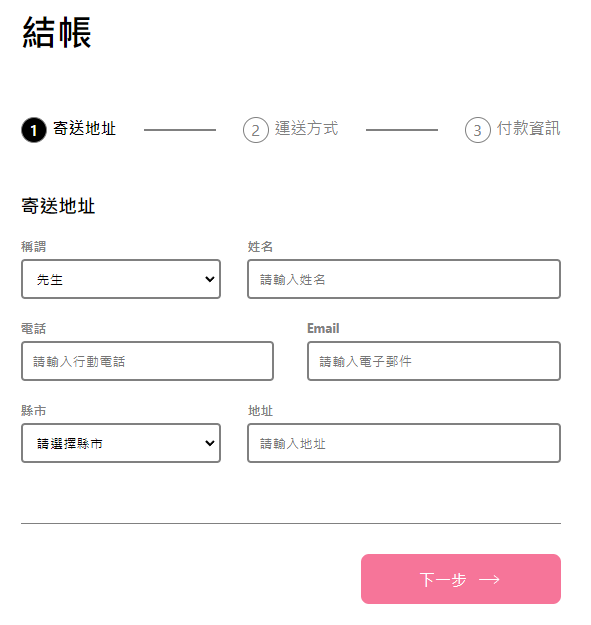 結帳
1 寄送地址 2 運送方式 3 付款資訊
寄送地址
稱謂 姓名
先生 請輸入姓名
電話 Email
請輸入行動電話 請輸入電子郵件
縣市 地址
請選擇縣市 請輸入地址
下一步 →